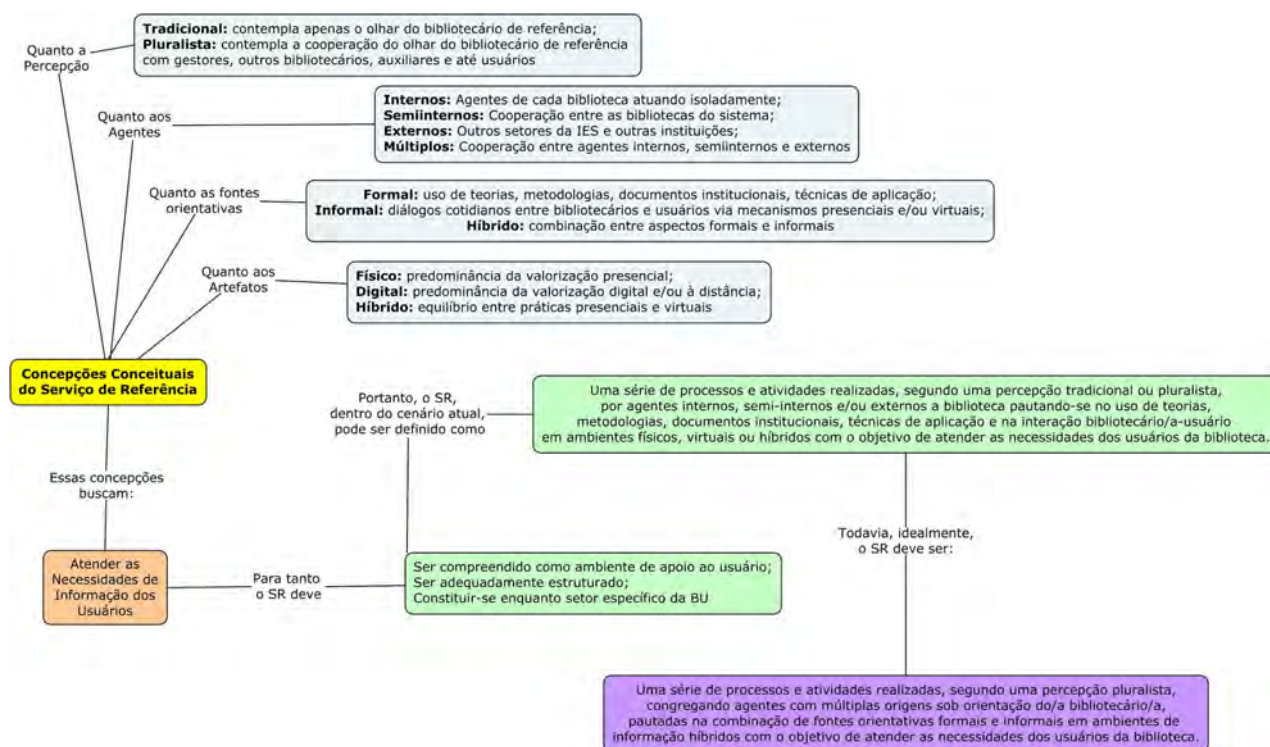 Quanto a
Percepção
Tradicional: contempla apenas o olhar do bibliotecário de referência;
Pluralista: contempla a cooperação do olhar do bibliotecário de referência
com gestores, outros bibliotecários, auxiliares e até usuários
Quanto aos
Agentes
Internos: Agentes de cada biblioteca atuando isoladamente;
Semiinternos: Cooperação entre as bibliotecas do sistema;
Externos: Outros setores da IES e outras instituições;
Múltiplos: Cooperação entre agentes internos, semiinternos e externos
Quanto as fontes
orientativas
Formal: uso de teorias, metodologias, documentos institucionais, técnicas de aplicação;
Informal: diálogos cotidianos entre bibliotecários e usuários via mecanismos presenciais e/ou virtuais;
Híbrido: combinação entre aspectos formais e informais
Quanto aos
Artefatos
Físico: predominância da valorização presencial;
Digital: predominância da valorização digital e/ou à distância;
Híbrido: equilíbrio entre práticas presenciais e virtuais
Concepções Conceituais
do Serviço de Referência
Essas concepções
buscam:
Atender as
Necessidades de
Informação dos
Usuários
Para tanto
o SR deve
Ser compreendido como ambiente de apoio ao usuário;
Ser adequadamente estruturado;
Constituir-se enquanto setor específico da BU
Portanto, o SR,
dentro do cenário atual,
pode ser definido como
Uma série de processos e atividades realizadas, segundo uma percepção tradicional ou pluralista,
por agentes internos, semi-internos e/ou externos a biblioteca pautando-se no uso de teorias,
metodologias, documentos institucionais, técnicas de aplicação e na interação bibliotecário/a-usuário
em ambientes físicos, virtuais ou híbridos com o objetivo de atender as necessidades dos usuários da biblioteca.
Todavia, idealmente,
o SR deve ser:
Uma série de processos e atividades realizadas, segundo uma percepção pluralista,
congregando agentes com múltiplas origens sob orientação do/a bibliotecário/a,
pautadas na combinação de fontes orientativas formais e informais em ambientes de
informação híbridos com o objetivo de atender as necessidades dos usuários da biblioteca.